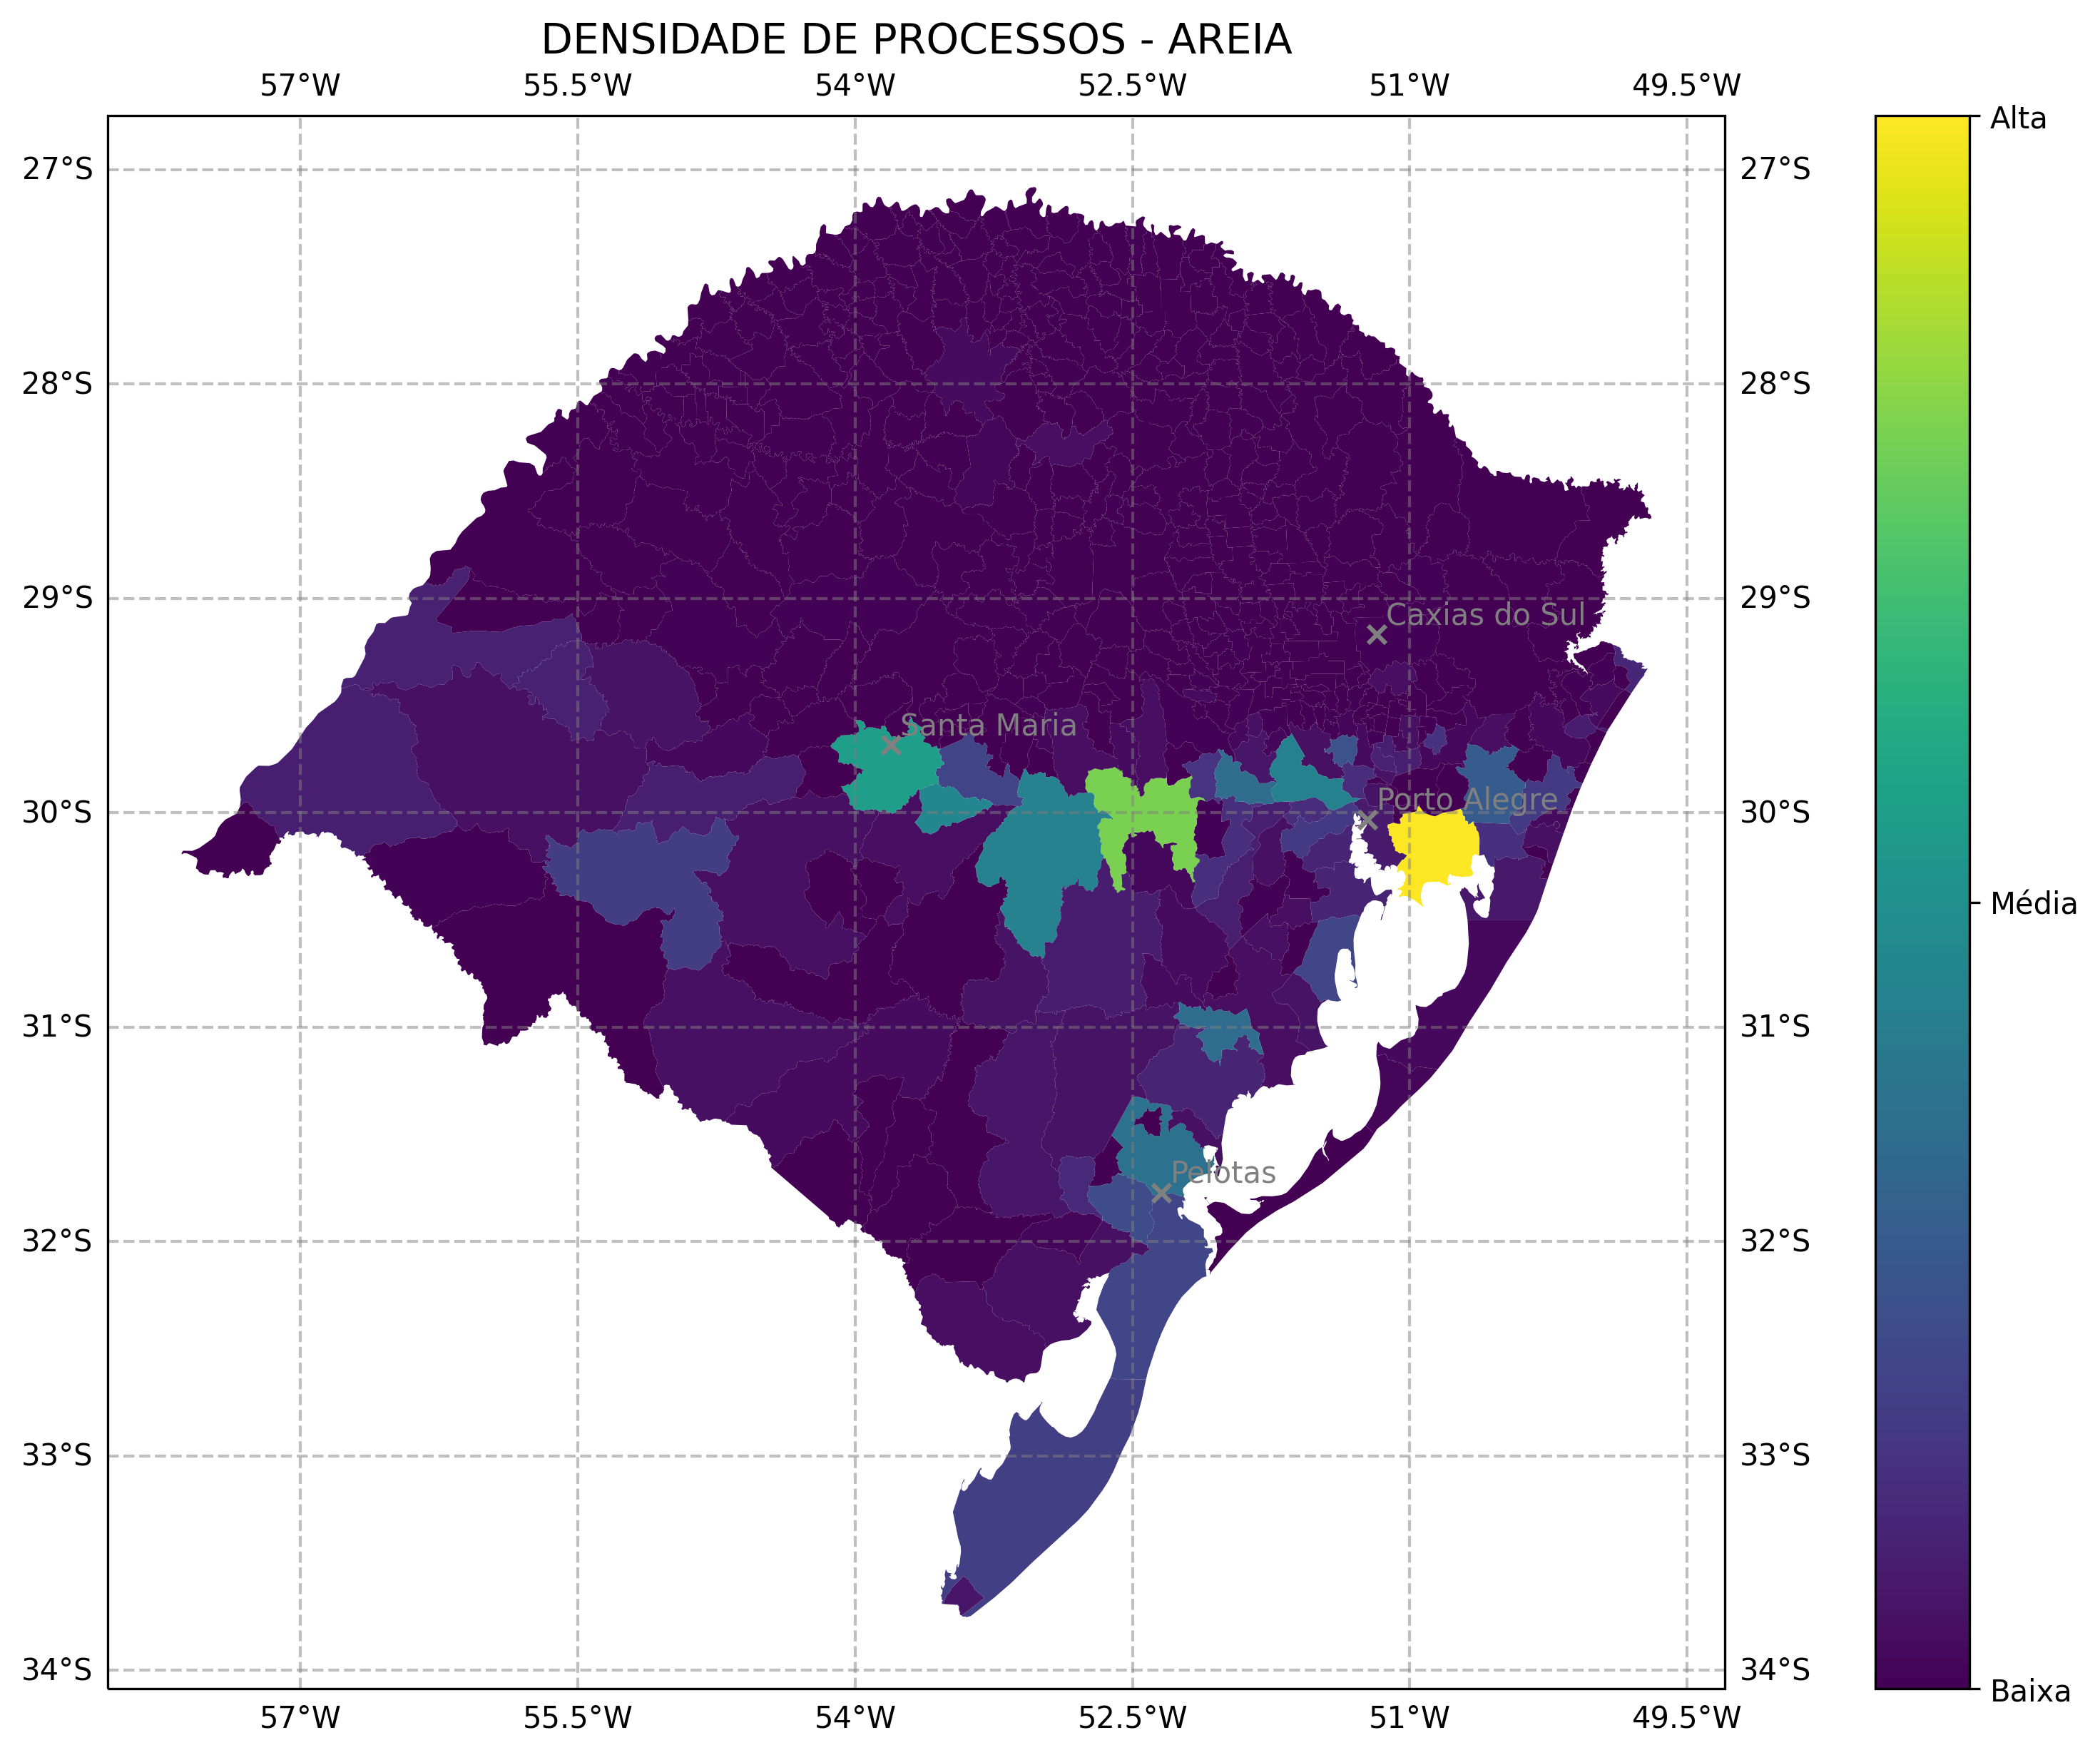 DENSIDADE DE PROCESSOS - AREIA
57°W 55.5°W 54°W 52.5°W 51°W 49.5°W
Alta
27°S 27°S
28°S 28°S
29°S 29°S
Caxias do Sul
Santa Maria
30°S Porto Alegre 30°S
Média
31°S 31°S
Pelotas
32°S 32°S
33°S 33°S
34°S 34°S
Baixa
57°W 55.5°W 54°W 52.5°W 51°W 49.5°W